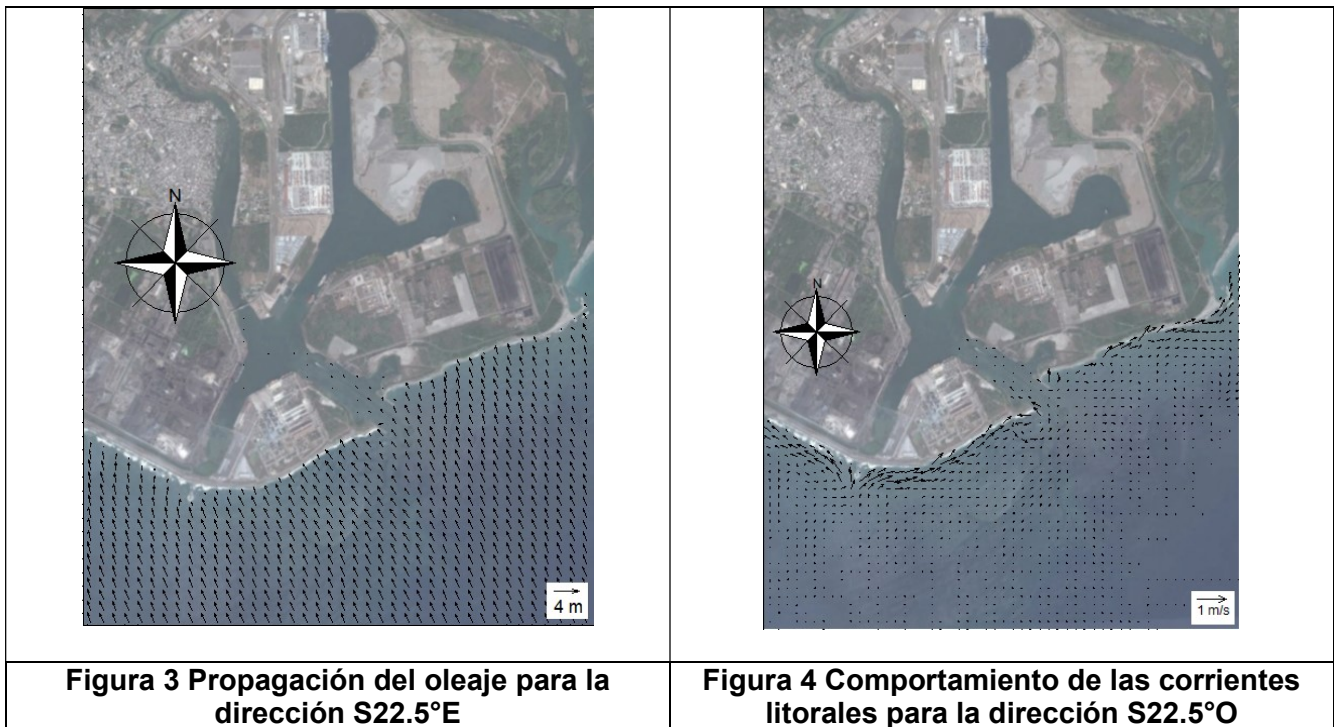 N
4 m
N
1 m/s
Figura 3 Propagación del oleaje para la
dirección S22.5°E
Figura 4 Comportamiento de las corrientes
litorales para la dirección S22.5°O